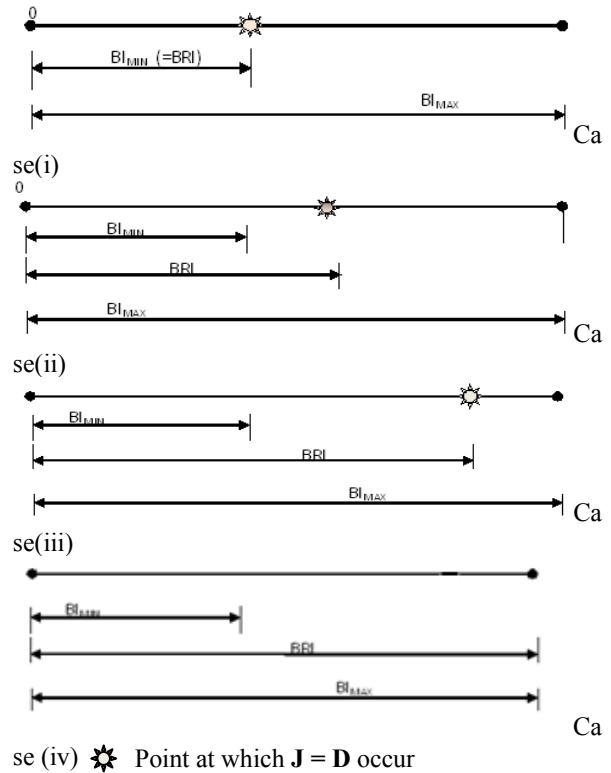 0
BI_MIN (=BRI)
BI_MAX
Ca
se(i)
0
BI_MIN
BRI
BI_MAX
Ca
se(ii)
BI_MIN
BRI
BI_MAX
Ca
se(iii)
BI_MIN
BRI
BI_MAX
Ca
se (iv) Point at which J = D occur